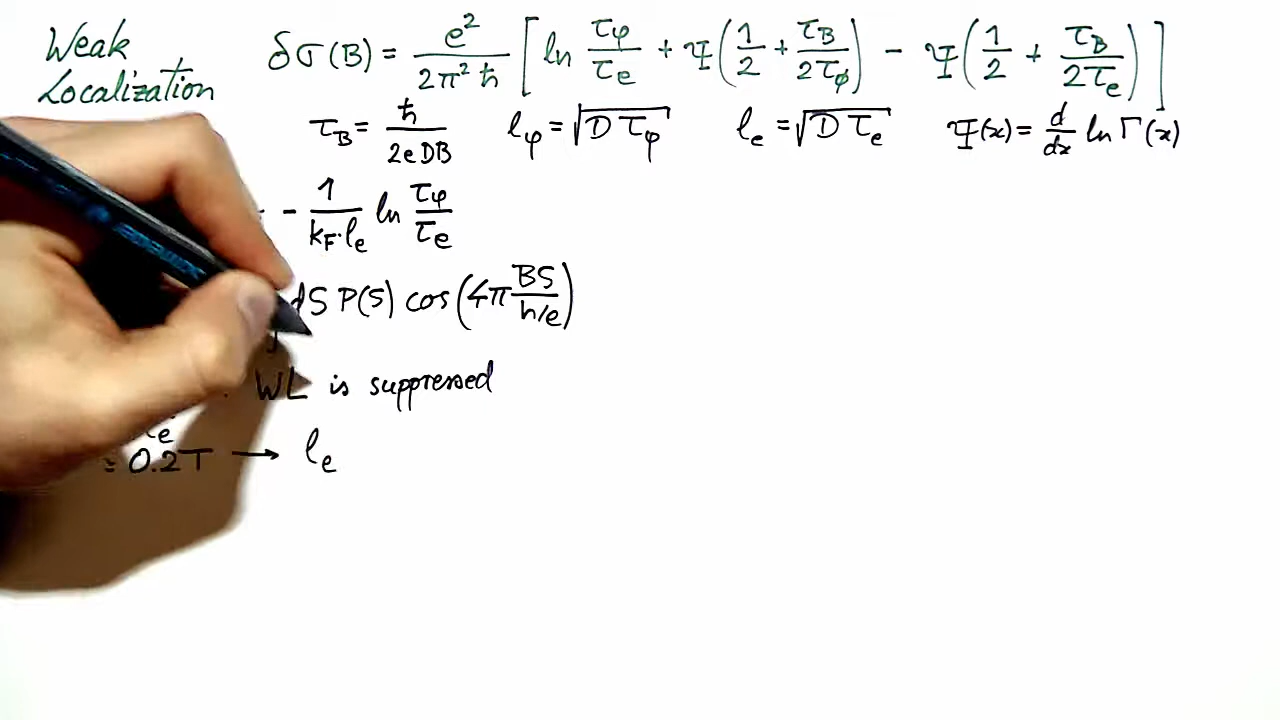 Weak Localization
δσ(B) = e²/2π²ħ [ln τφ/τe + Ψ(1/2 + τB/2τϕ) − Ψ(1/2 + τB/2τe)]
τB = ħ/2eDB lφ = √Dτφ le = √Dτe Ψ(x) = d/dx ln Γ(x)
− 1/kF·le ln τφ/τe
dS P(S) cos(4π BS/h/e)
WL is suppressed
e
0.2T → le